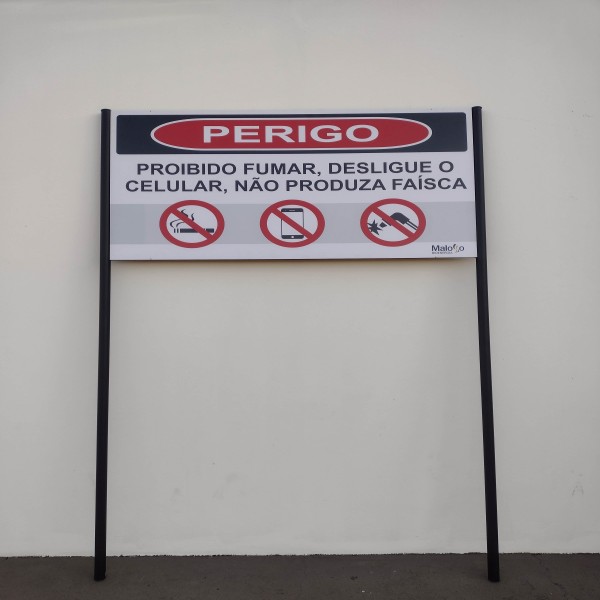 PERIGO
PROIBIDO FUMAR, DESLIGUE O
CELULAR, NÃO PRODUZA FAÍSCA